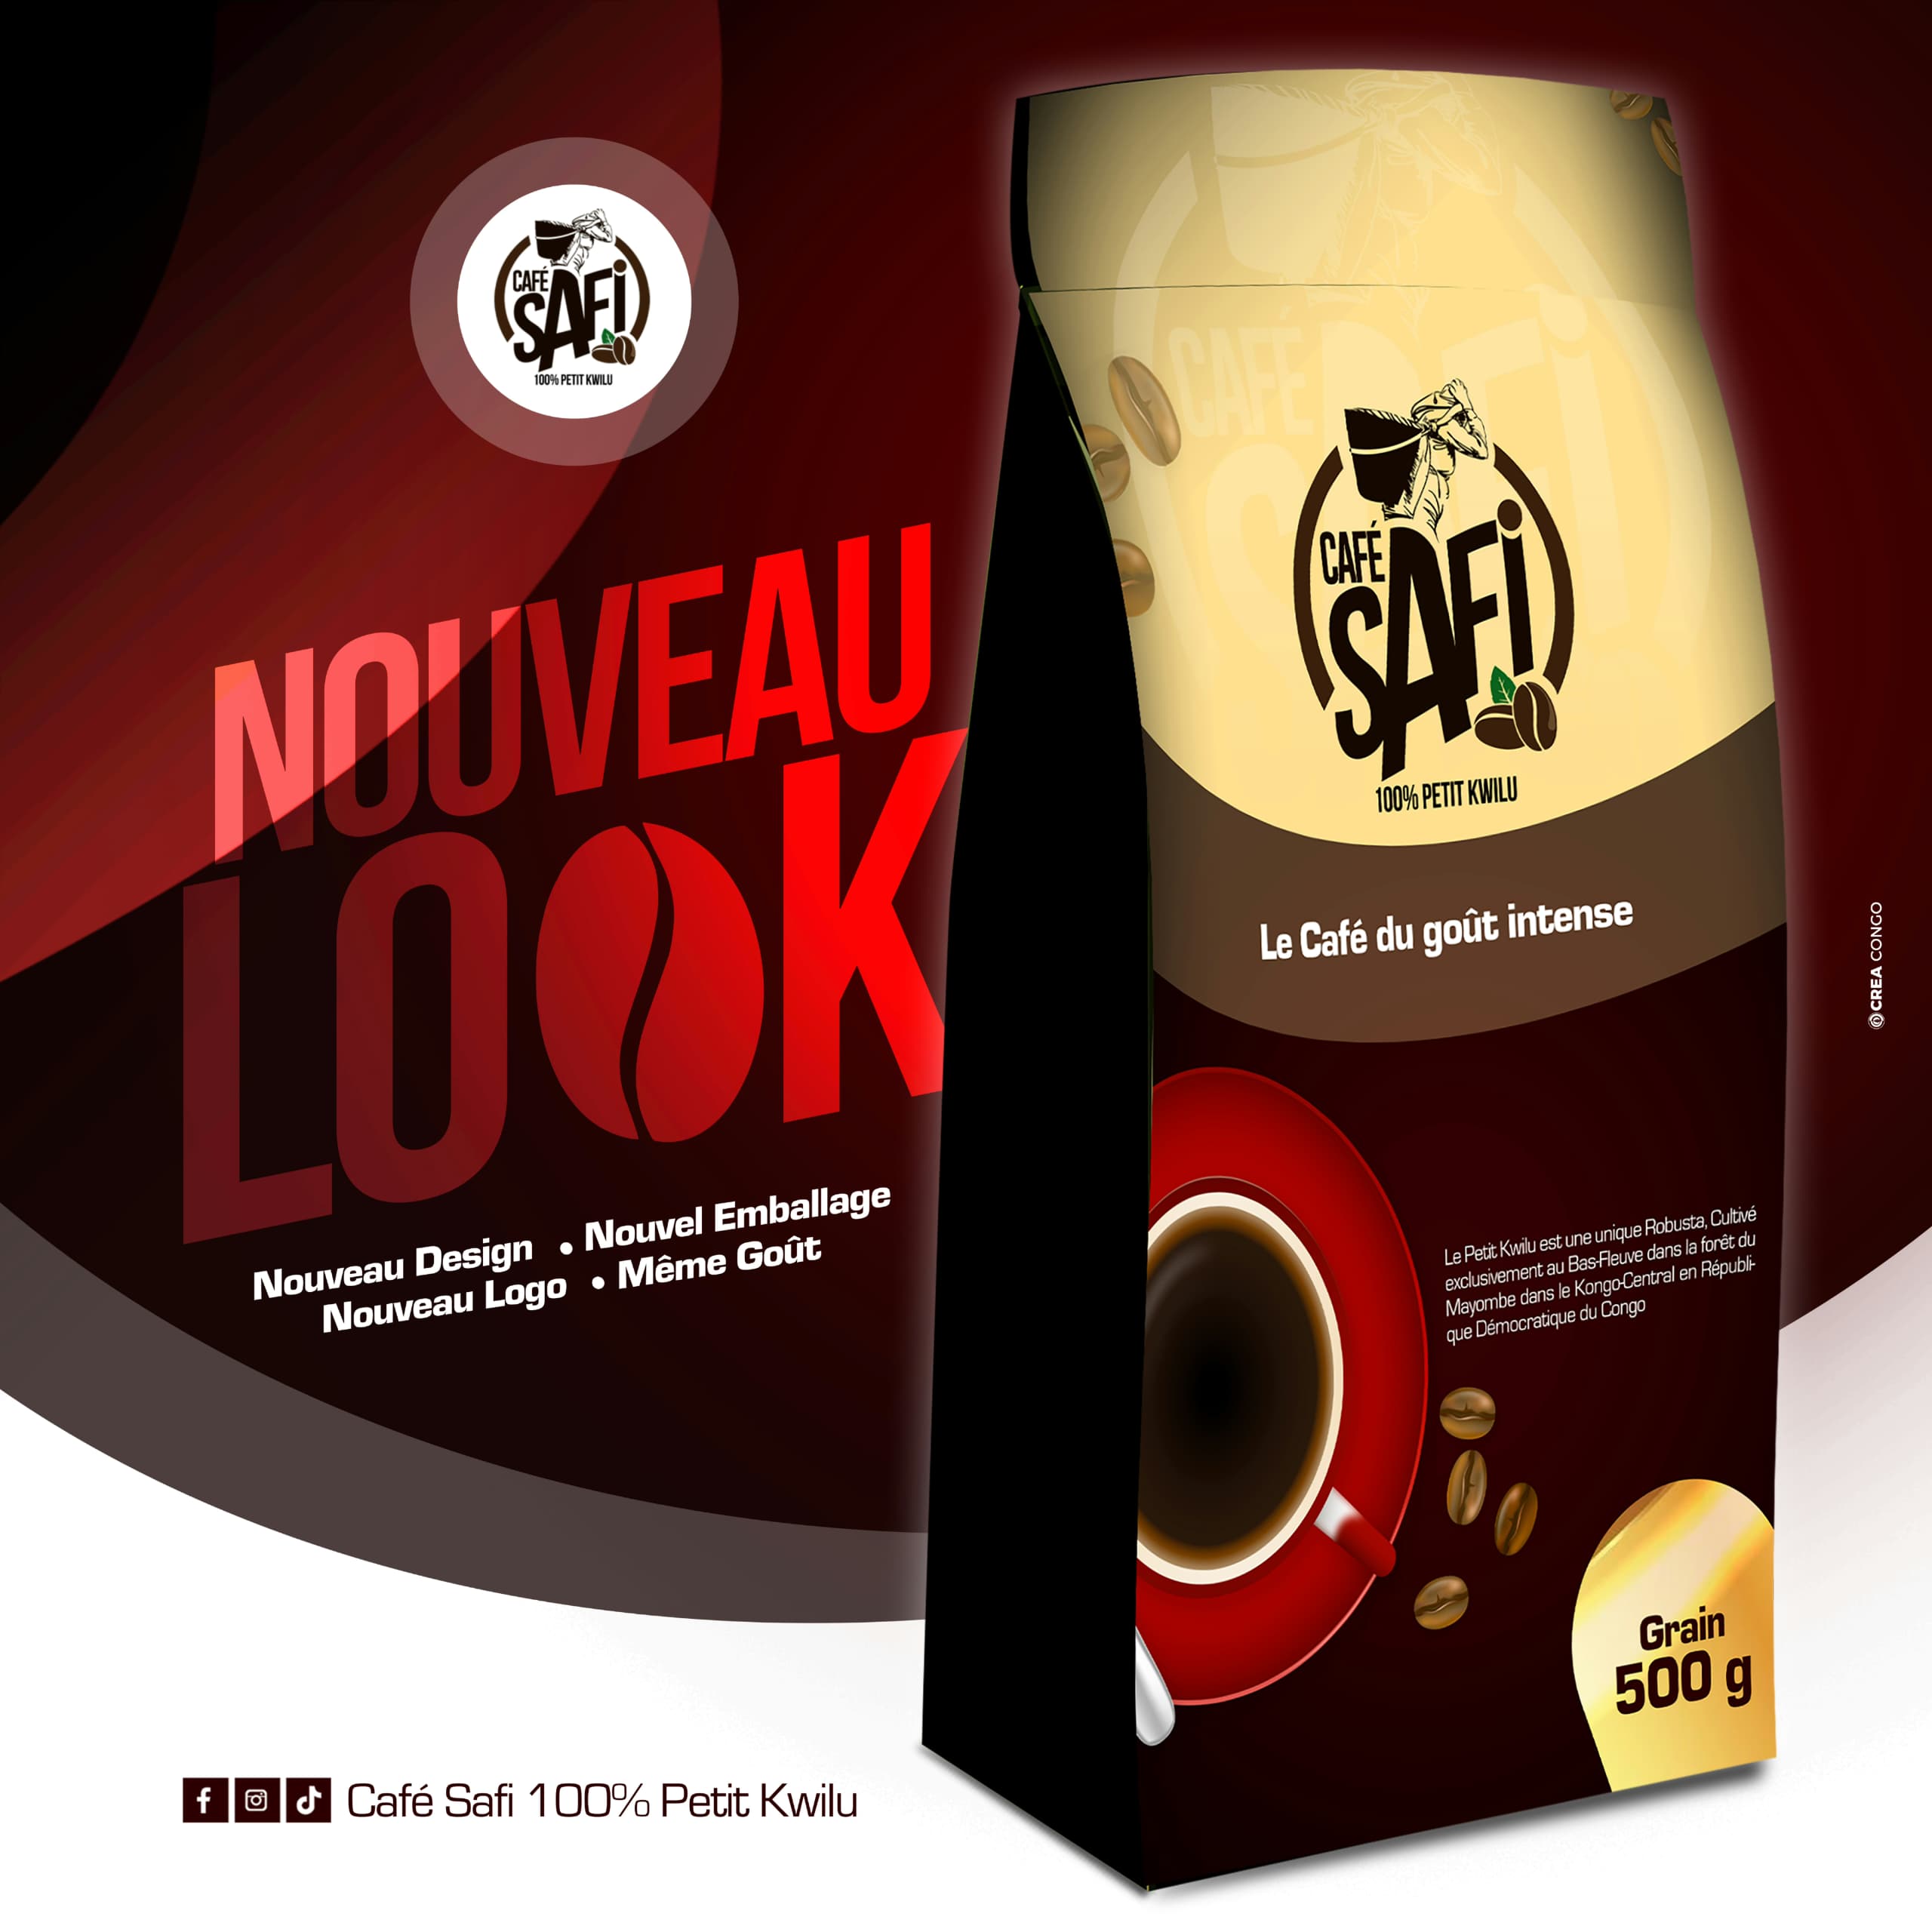 CAFÉ
SAFI
100% PETIT KWILU
NOUVEAU
LOOK
Nouveau Design • Nouvel Emballage
Nouveau Logo • Même Goût
Café Safi 100% Petit Kwilu
CAFÉ
SAFI
CAFÉ
SAFI
100% PETIT KWILU
Le Café du goût intense
Le Petit Kwilu est une unique Robusta, Cultivé
exclusivement au Bas-Fleuve dans la forêt du
Mayombe dans le Kongo-Central en Républi-
que Démocratique du Congo
Grain
500 g
© CREA CONGO